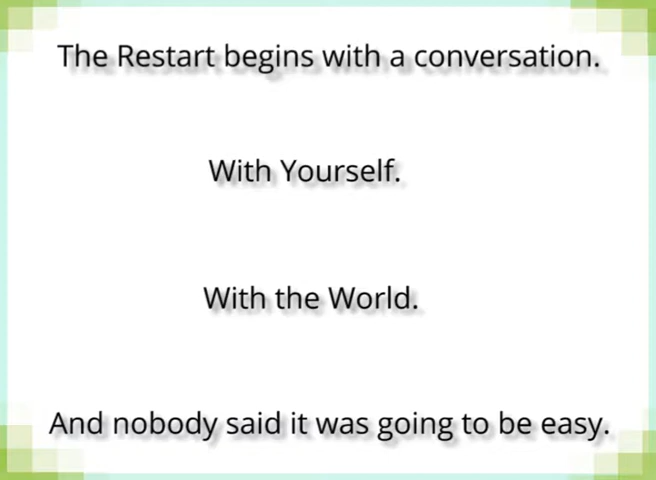 The Restart begins with a conversation.
With Yourself.
With the World.
And nobody said it was going to be easy.